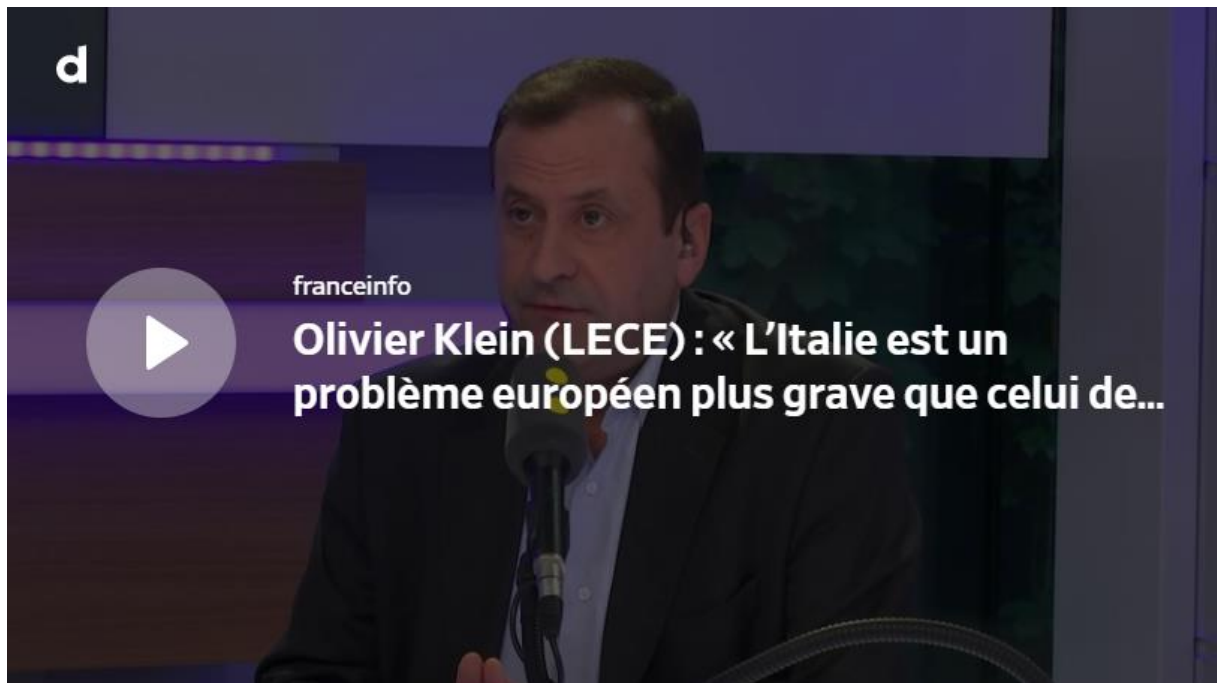 d
franceinfo
Olivier Klein (LECE) : « L’Italie est un
problème européen plus grave que celui de...